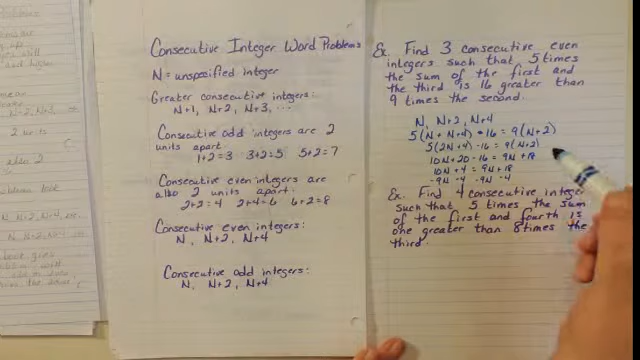 Consecutive Integer Word Problems
N = unspecified integer
Greater consecutive integers:
N+1, N+2, N+3, ...
Consecutive odd integers are 2
units apart:
1+2=3 3+2=5 5+2=7
Consecutive even integers are
also 2 units apart:
2+2=4 2+4=6 6+2=8
Consecutive even integers:
N, N+2, N+4
Consecutive odd integers:
N, N+2, N+4
Ex. Find 3 consecutive even
integers such that 5 times
the sum of the first and
the third is 16 greater than
9 times the second.
N, N+2, N+4
5(N + N+4) - 16 = 9(N+2)
5(2N+4) - 16 = 9(N+2)
10N+20 - 16 = 9N + 18
10N + 4 = 9N + 18
-9N - 4 -9N - 4
Ex. Find 4 consecutive integer
such that 5 times the sum
of the first and fourth is
one greater than 8 times the
third.
2 units